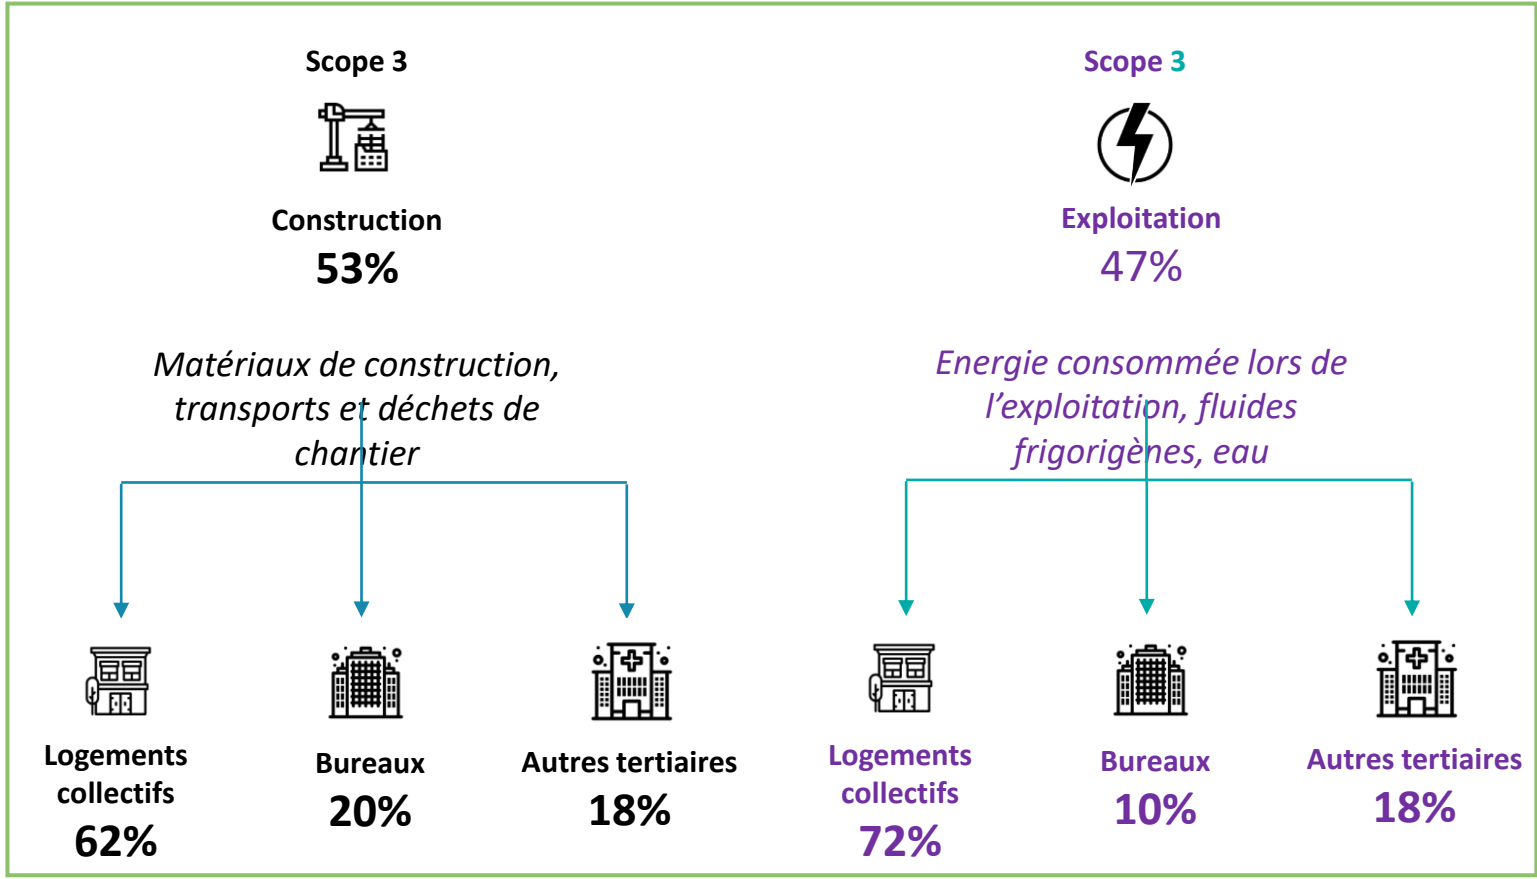 Scope 3
Construction
53%
Matériaux de construction,
transports et déchets de
chantier
Logements
collectifs
62%
Bureaux
20%
Autres tertiaires
18%
Scope 3
Exploitation
47%
Energie consommée lors de
l’exploitation, fluides
frigorigènes, eau
Logements
collectifs
72%
Bureaux
10%
Autres tertiaires
18%